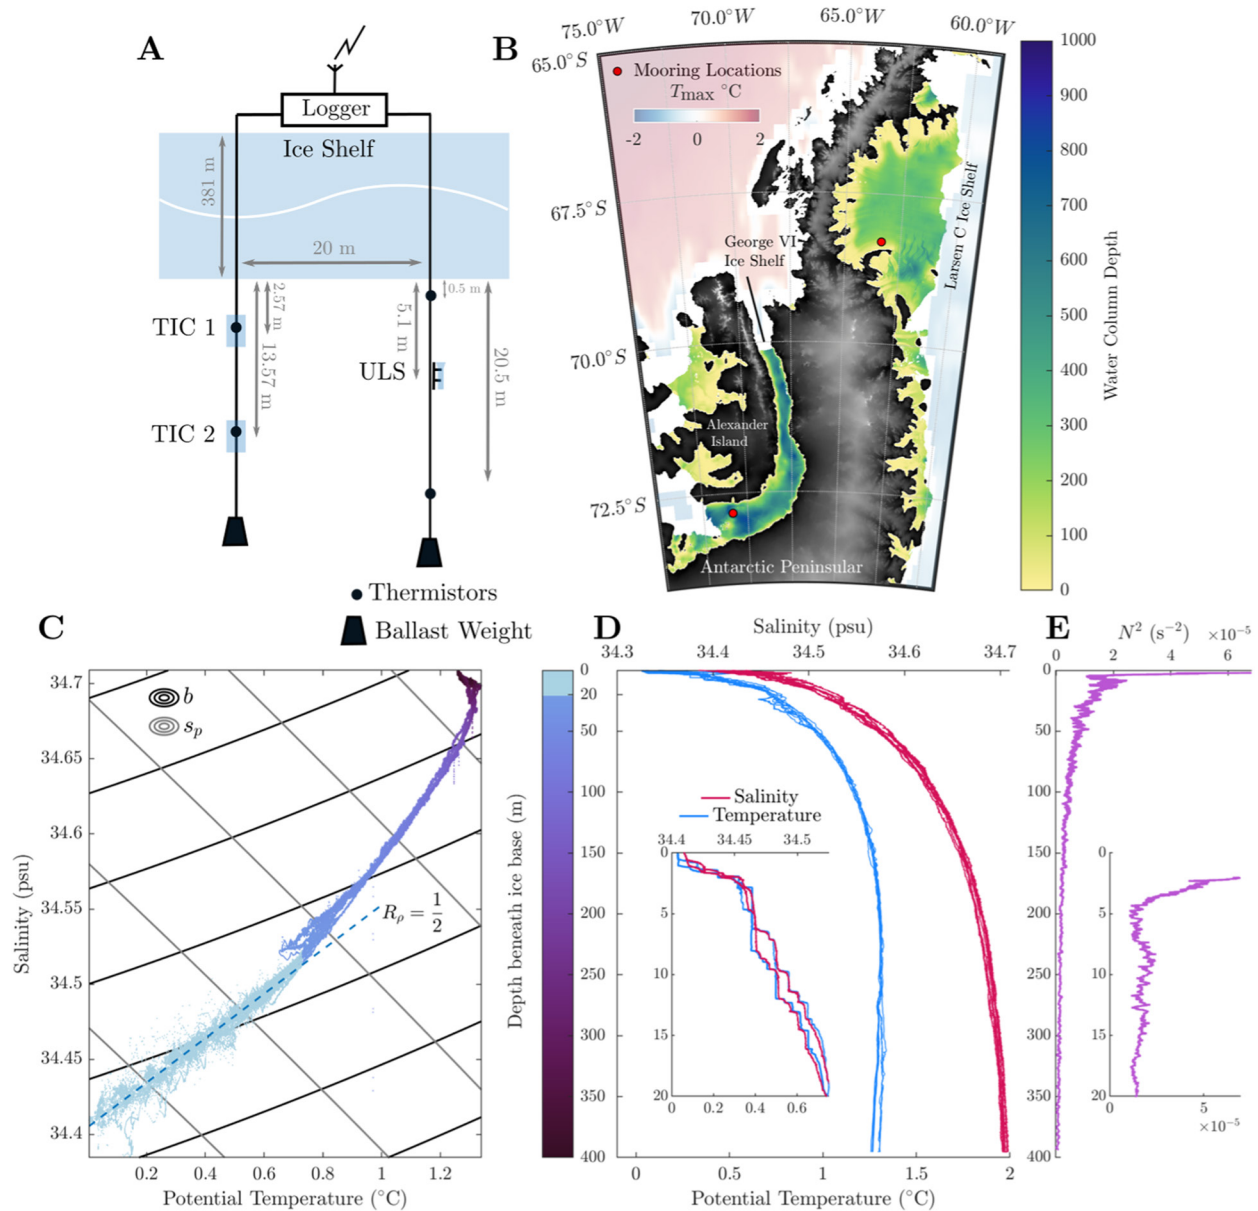 A
Logger
Ice Shelf
381 m
20 m
2.57 m
13.57 m
5.1 m
0.5 m
20.5 m
TIC 1
ULS
TIC 2
Thermistors
Ballast Weight
B
75.0°W
70.0°W
65.0°W
60.0°W
65.0°S
67.5°S
70.0°S
72.5°S
Mooring Locations
Tmax °C
-2 0 2
George VI
Ice Shelf
Larsen C Ice Shelf
Alexander
Island
Antarctic Peninsular
1000
900
800
700
600
500
400
300
200
100
0
Water Column Depth
C
b
sp
34.7
34.65
34.6
34.55
34.5
34.45
34.4
Salinity (psu)
Rρ = 1/2
0.2 0.4 0.6 0.8 1 1.2
Potential Temperature (°C)
Depth beneath ice base (m)
D
Salinity (psu)
34.3 34.4 34.5 34.6 34.7
0
20
50
100
150
200
250
300
350
400
Salinity
Temperature
34.4 34.45 34.5
0
5
10
15
20
0 0.2 0.4 0.6
0 0.5 1 1.5 2
Potential Temperature (°C)
E
N² (s⁻²) ×10⁻⁵
0 2 4 6
0
50
100
150
200
250
300
350
400
0
5
10
15
20
0 5
×10⁻⁵